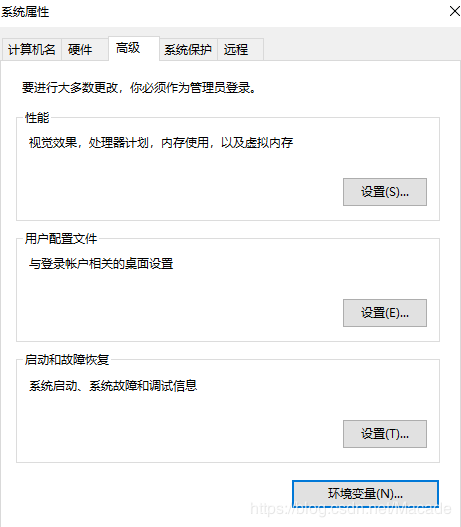 系统属性
计算机名 硬件 高级 系统保护 远程
要进行大多数更改，你必须作为管理员登录。
性能
视觉效果，处理器计划，内存使用，以及虚拟内存
设置(S)...
用户配置文件
与登录帐户相关的桌面设置
设置(E)...
启动和故障恢复
系统启动、系统故障和调试信息
设置(T)...
环境变量(N)...